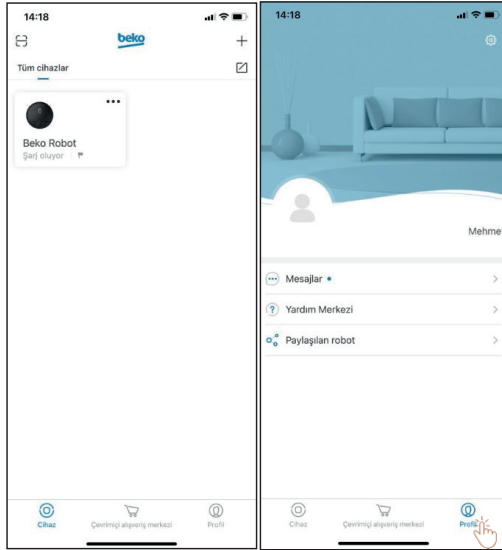 14:18
beko
Tüm cihazlar
Beko Robot
Şarj oluyor
Cihaz
Çevrimiçi alışveriş merkezi
Profil
14:18
Mehmet
Mesajlar
Yardım Merkezi
Paylaşılan robot
Cihaz
Çevrimiçi alışveriş merkezi
Profil